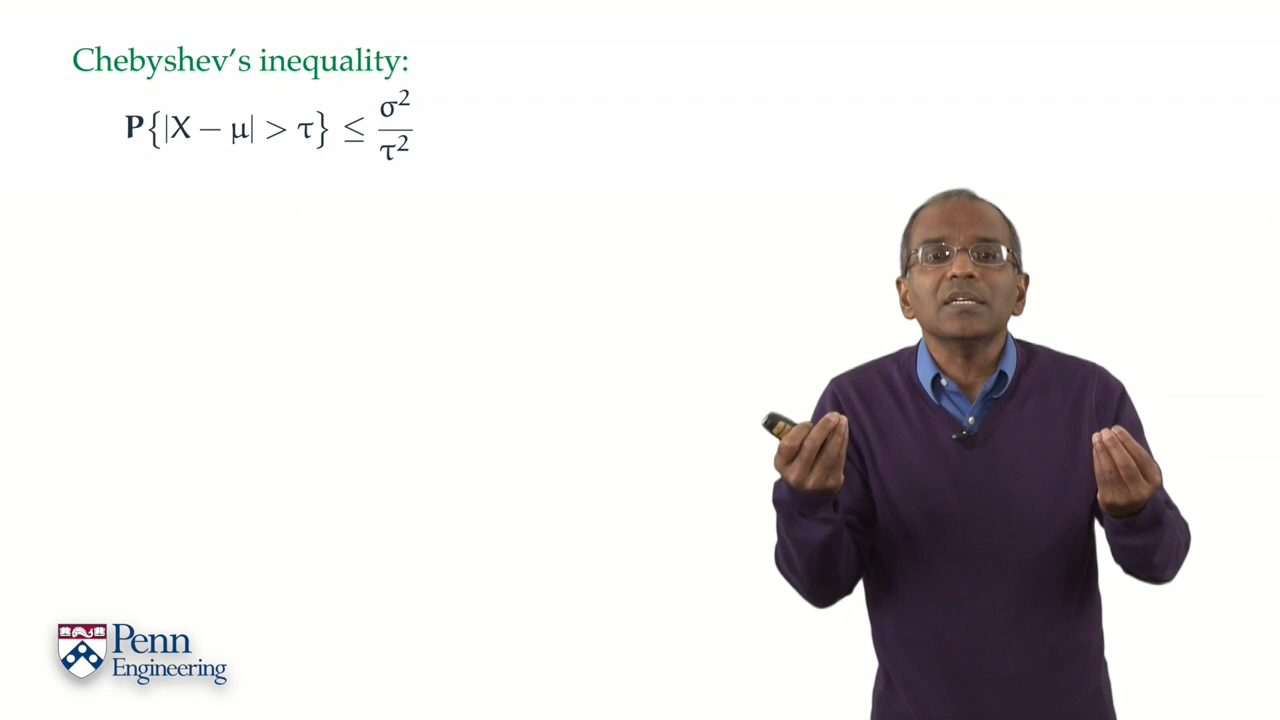 Chebyshev's inequality:
P{|X − μ| > τ} ≤ σ²/τ²
Penn
Engineering